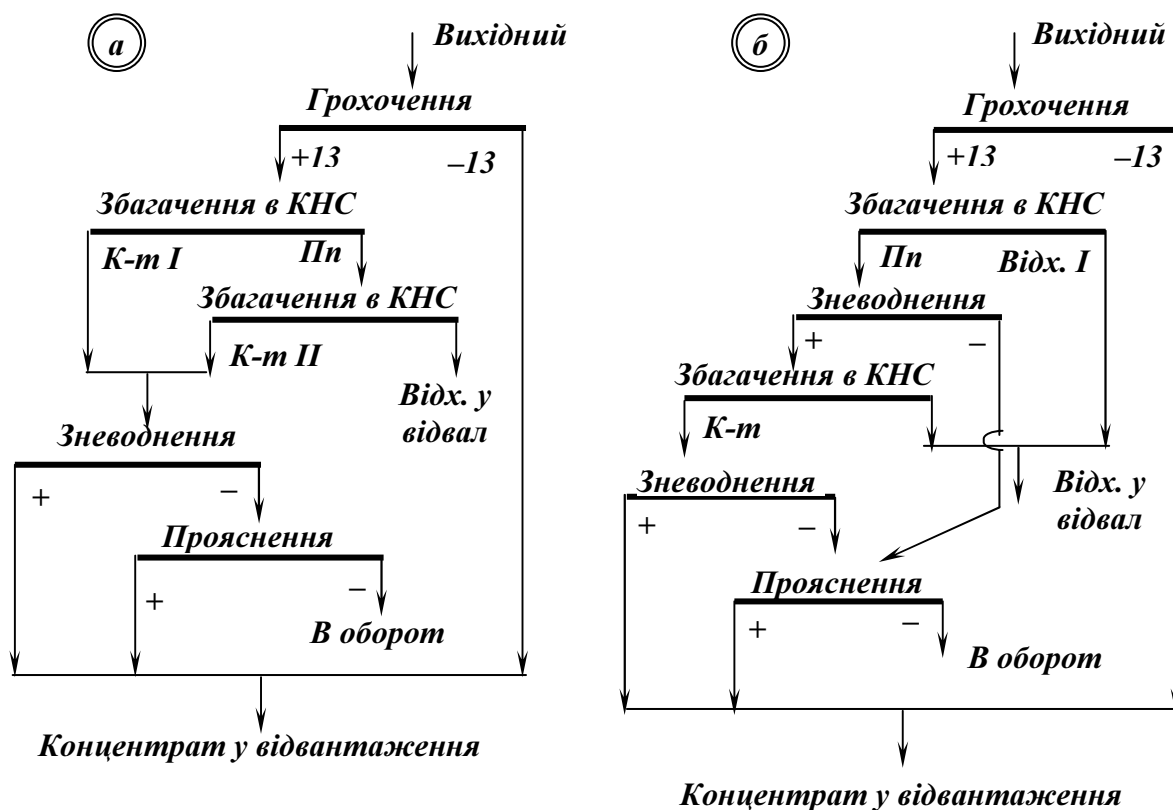 а
Вихідний
Грохочення
+13
–13
Збагачення в КНС
К-т І
Пп
Збагачення в КНС
К-т ІІ
Відх. у
відвал
Зневоднення
+
–
Прояснення
+
–
В оборот
Концентрат у відвантаження
б
Вихідний
Грохочення
+13
–13
Збагачення в КНС
Пп
Відх. І
Зневоднення
+
–
Збагачення в КНС
К-т
Відх. у
відвал
Зневоднення
+
–
Прояснення
+
–
В оборот
Концентрат у відвантаження